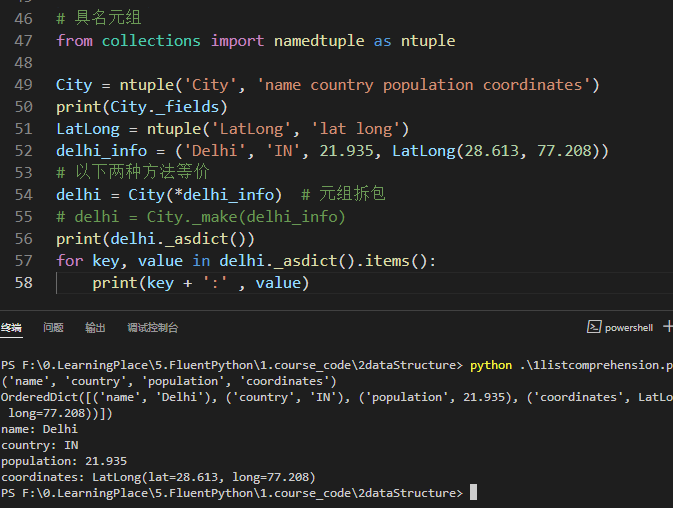 46 # 具名元组
47 from collections import namedtuple as ntuple
48
49 City = ntuple('City', 'name country population coordinates')
50 print(City._fields)
51 LatLong = ntuple('LatLong', 'lat long')
52 delhi_info = ('Delhi', 'IN', 21.935, LatLong(28.613, 77.208))
53 # 以下两种方法等价
54 delhi = City(*delhi_info)  # 元组拆包
55 # delhi = City._make(delhi_info)
56 print(delhi._asdict())
57 for key, value in delhi._asdict().items():
58     print(key + ':' , value)
终端 问题 输出 调试控制台 powershell
PS F:\0.LearningPlace\5.FluentPython\1.course_code\2dataStructure> python .\1listcomprehension.p
('name', 'country', 'population', 'coordinates')
OrderedDict([('name', 'Delhi'), ('country', 'IN'), ('population', 21.935), ('coordinates', LatLo
 long=77.208))])
name: Delhi
country: IN
population: 21.935
coordinates: LatLong(lat=28.613, long=77.208)
PS F:\0.LearningPlace\5.FluentPython\1.course_code\2dataStructure>